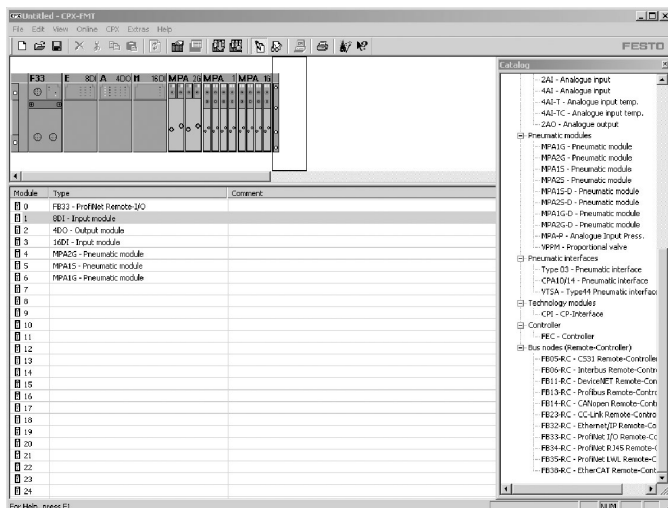 Untitled - CPX-FMT
File Edit View Online CPX Extras Help
FESTO
F33 E 8DI A 4DO M 16DI MPA 2G MPA 1 MPA 1G
Module Type Comment
0 FB33 - ProfiNet Remote-I/O
1 8DI - Input module
2 4DO - Output module
3 16DI - Input module
4 MPA2G - Pneumatic module
5 MPA1S - Pneumatic module
6 MPA1G - Pneumatic module
7
8
9
10
11
12
13
14
15
16
17
18
19
20
21
22
23
24
Catalog
2AI - Analogue input
4AI - Analogue input
4AI-T - Analogue input temp.
4AI-TC - Analogue input temp.
2AO - Analogue output
Pneumatic modules
MPA1G - Pneumatic module
MPA2G - Pneumatic module
MPA1S - Pneumatic module
MPA2S - Pneumatic module
MPA1S-D - Pneumatic module
MPA2S-D - Pneumatic module
MPA1G-D - Pneumatic module
MPA2G-D - Pneumatic module
MPA-P - Analogue Input Press.
VPPM - Proportional valve
Pneumatic interfaces
Type 03 - Pneumatic interface
CPA10/14 - Pneumatic interface
VTSA - Type44 Pneumatic interfac
Technology modules
CPI - CP-Interface
Controller
FEC - Controller
Bus nodes (Remote-Controller)
FB05-RC - CS31 Remote-Controlle
FB06-RC - Interbus Remote-Contr
FB11-RC - DeviceNET Remote-Con
FB13-RC - Profibus Remote-Contro
FB14-RC - CANopen Remote-Cont
FB23-RC - CC-Link Remote-Contro
FB32-RC - Ethernet/IP Remote-Co
FB33-RC - ProfiNet I/O Remote-Co
FB34-RC - ProfiNet RJ45 Remote-C
FB35-RC - ProfiNet LWL Remote-C
FB38-RC - EtherCAT Remote-Cont
For Help, press F1
NUM